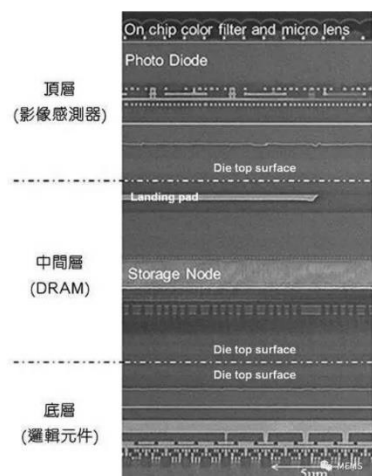 On chip color filter and micro lens
Photo Diode
頂層
(影像感測器)
Die top surface
Landing pad
中間層
(DRAM)
Storage Node
Die top surface
Die top surface
底層
(邏輯元件)
5um
MEMS